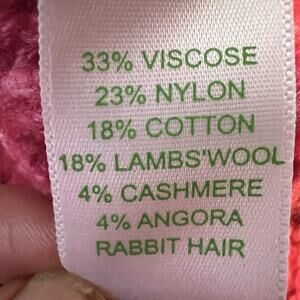 33% VISCOSE
23% NYLON
18% COTTON
18% LAMBS'WOOL
4% CASHMERE
4% ANGORA
RABBIT HAIR